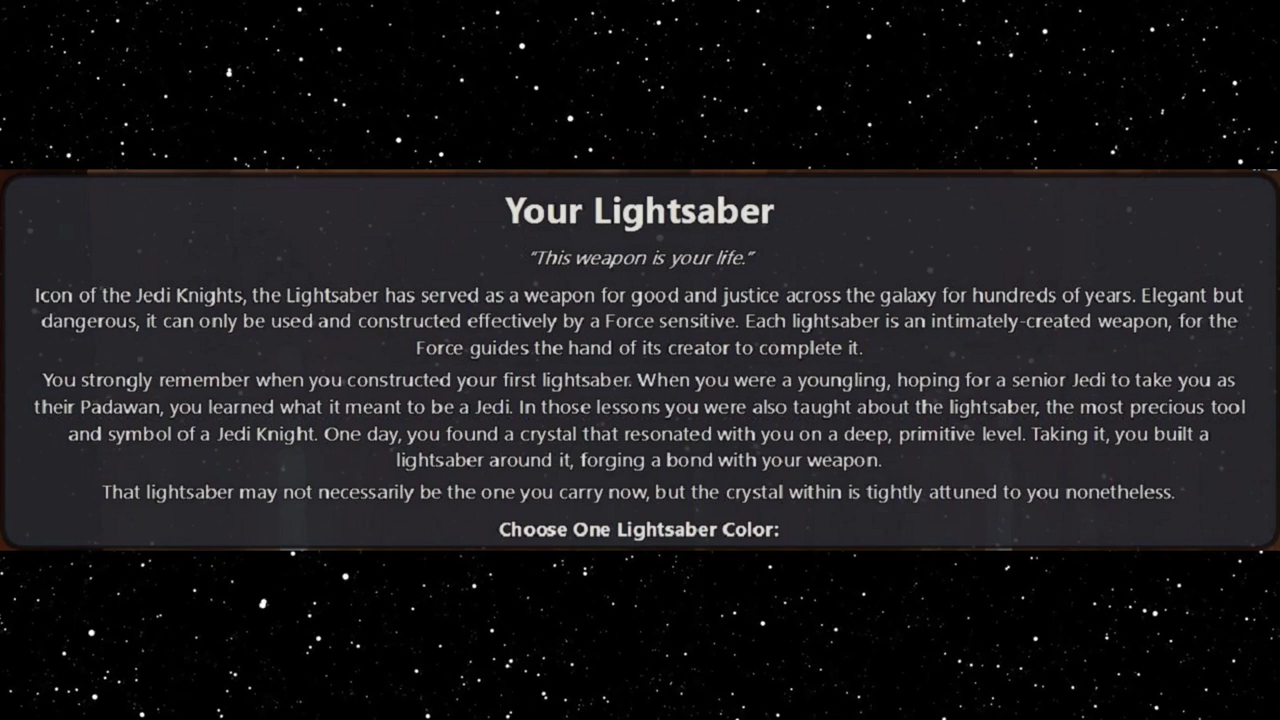 Your Lightsaber
"This weapon is your life."
Icon of the Jedi Knights, the Lightsaber has served as a weapon for good and justice across the galaxy for hundreds of years. Elegant but
dangerous, it can only be used and constructed effectively by a Force sensitive. Each lightsaber is an intimately-created weapon, for the
Force guides the hand of its creator to complete it.
You strongly remember when you constructed your first lightsaber. When you were a youngling, hoping for a senior Jedi to take you as
their Padawan, you learned what it meant to be a Jedi. In those lessons you were also taught about the lightsaber, the most precious tool
and symbol of a Jedi Knight. One day, you found a crystal that resonated with you on a deep, primitive level. Taking it, you built a
lightsaber around it, forging a bond with your weapon.
That lightsaber may not necessarily be the one you carry now, but the crystal within is tightly attuned to you nonetheless.
Choose One Lightsaber Color: